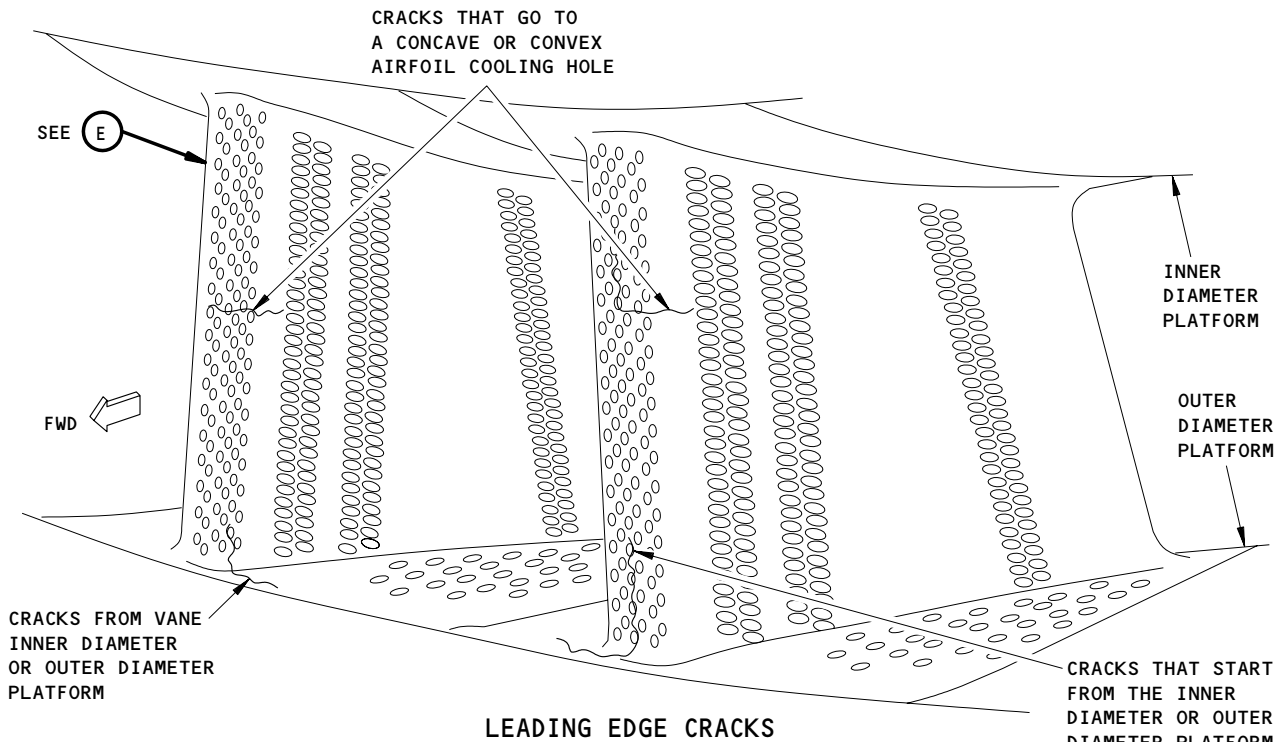 CRACKS THAT GO TO
A CONCAVE OR CONVEX
AIRFOIL COOLING HOLE
SEE E
INNER
DIAMETER
PLATFORM
OUTER
DIAMETER
PLATFORM
FWD
CRACKS FROM VANE
INNER DIAMETER
OR OUTER DIAMETER
PLATFORM
CRACKS THAT START
FROM THE INNER
DIAMETER OR OUTER
DIAMETER PLATFORM
LEADING EDGE CRACKS